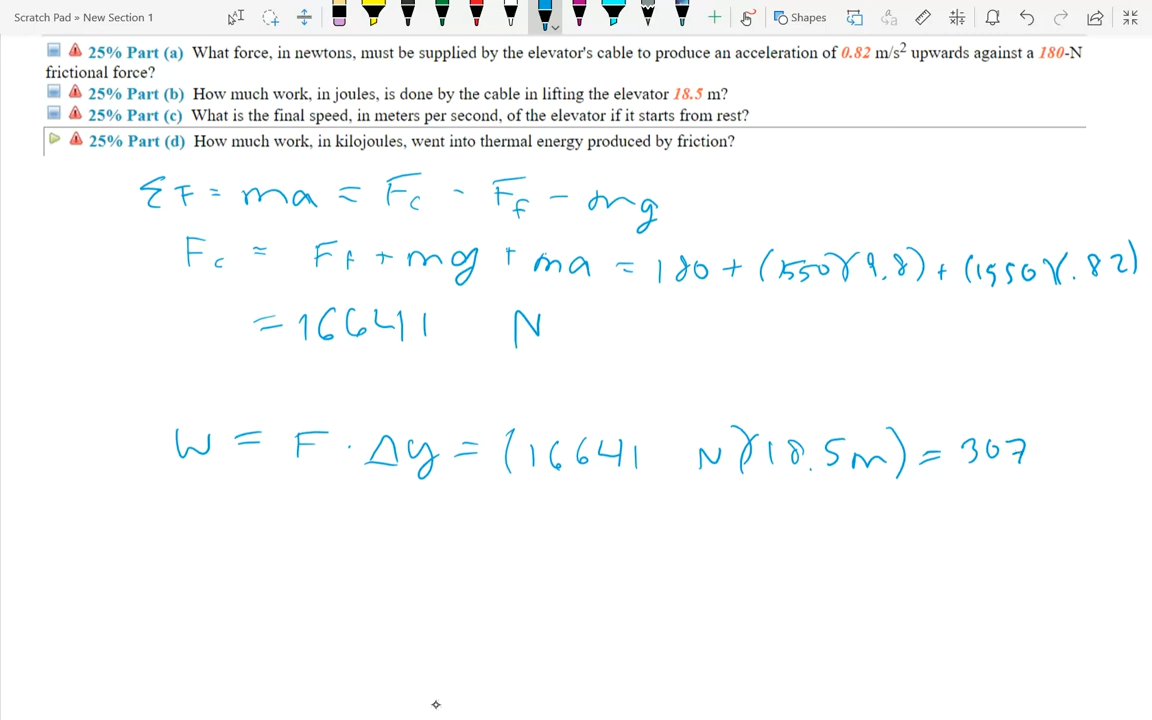 Scratch Pad » New Section 1
Shapes
25% Part (a) What force, in newtons, must be supplied by the elevator's cable to produce an acceleration of 0.82 m/s² upwards against a 180-N
frictional force?
25% Part (b) How much work, in joules, is done by the cable in lifting the elevator 18.5 m?
25% Part (c) What is the final speed, in meters per second, of the elevator if it starts from rest?
25% Part (d) How much work, in kilojoules, went into thermal energy produced by friction?
ΣF = ma = Fc - Ff - mg
Fc = Ff + mg + ma = 180 + (1550)(9.8) + (1550)(.82)
= 166411 N
W = F · Δy = (16641 N)(18.5m) = 307